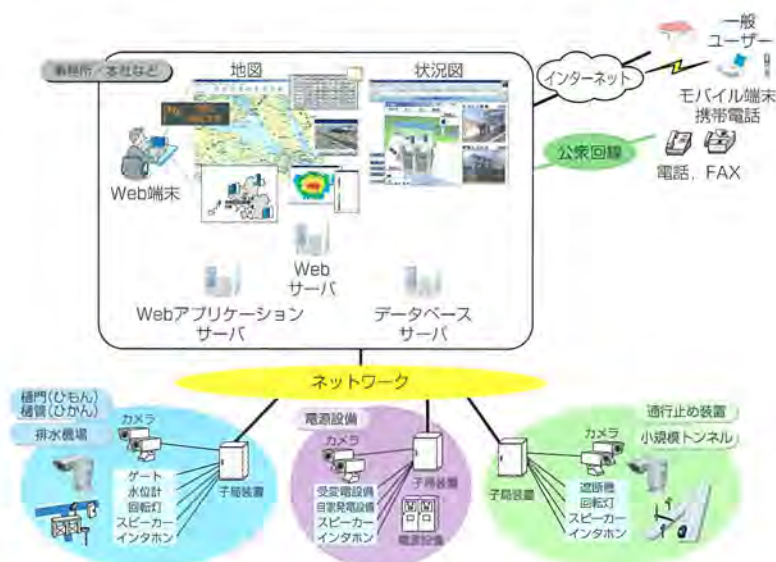 事務所／本社など
地図
状況図
Web端末
Web
サーバ
Webアプリケーション
サーバ
データベース
サーバ
インターネット
一般
ユーザー
モバイル端末
携帯電話
公衆回線
電話，FAX
ネットワーク
樋門(ひもん)
樋管(ひかん)
排水機場
カメラ
子局装置
ゲート
水位計
回転灯
スピーカー
インタホン
電源設備
カメラ
子局装置
受変電設備
自家発電設備
スピーカー
インタホン
電源設備
通行止め装置
小規模トンネル
カメラ
子局装置
遮断機
回転灯
スピーカー
インタホン